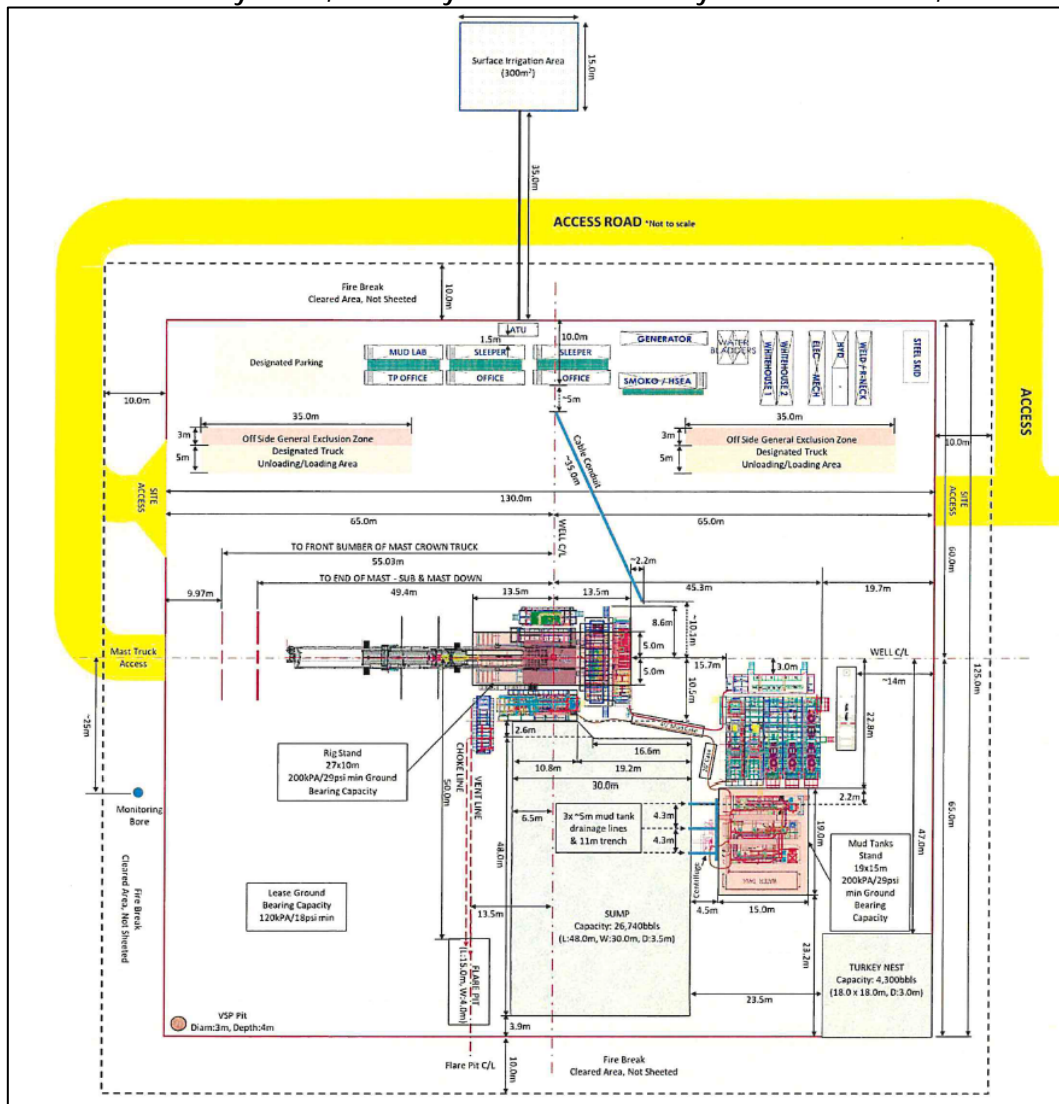 Surface Irrigation Area
(300m²)
15.0m
35.0m
ACCESS ROAD *Not to scale
Fire Break
Cleared Area, Not Sheeted
10.0m
ATU
1.5m
10.0m
Designated Parking
MUD LAB
SLEEPER
SLEEPER
TP OFFICE
OFFICE
OFFICE
~5m
GENERATOR
SMOKO / HSEA
WATER
BLADDERS
WHITEHOUSE 1
WHITEHOUSE 2
ELEC - MECH
HYD
STEEL SKID
ACCESS
10.0m
10.0m
35.0m
35.0m
3m
Off Side General Exclusion Zone
5m
Designated Truck
Unloading/Loading Area
3m
Off Side General Exclusion Zone
5m
Designated Truck
Unloading/Loading Area
Cable Conduit
~35.0m
SITE
ACCESS
SITE
ACCESS
130.0m
65.0m
WELL C/L
65.0m
60.0m
TO FRONT BUMBER OF MAST CROWN TRUCK
55.03m
~2.2m
TO END OF MAST - SUB & MAST DOWN
9.97m
49.4m
13.5m
13.5m
45.3m
19.7m
8.6m
~10.1m
5.0m
5.0m
Mast Truck
Access
WELL C/L
125.0m
15.7m
3.0m
~14m
10.5m
22.8m
~25m
Monitoring
Bore
Rig Stand
27x10m
200kPA/29psi min Ground
Bearing Capacity
CHOKE LINE
VENT LINE
50.0m
2.6m
16.6m
10.8m
19.2m
30.0m
6.5m
3x ~5m mud tank
drainage lines
& 11m trench
4.3m
4.3m
2.2m
19.0m
47.0m
65.0m
Mud Tanks
Stand
19x15m
200kPA/29psi
min Ground
Bearing
Capacity
WATER TANK
4.5m
15.0m
48.0m
13.5m
Lease Ground
Bearing Capacity
120kPA/18psi min
Fire Break
Cleared Area, Not Sheeted
SUMP
Capacity: 26,740bbls
(L:48.0m, W:30.0m, D:3.5m)
FLARE PIT
(L:15.0m, W:4.0m)
23.2m
23.5m
TURKEY NEST
Capacity: 4,300bbls
(18.0 x 18.0m, D:3.0m)
VSP Pit
Diam:3m, Depth:4m
3.9m
Flare Pit C/L
10.0m
Fire Break
Cleared Area, Not Sheeted